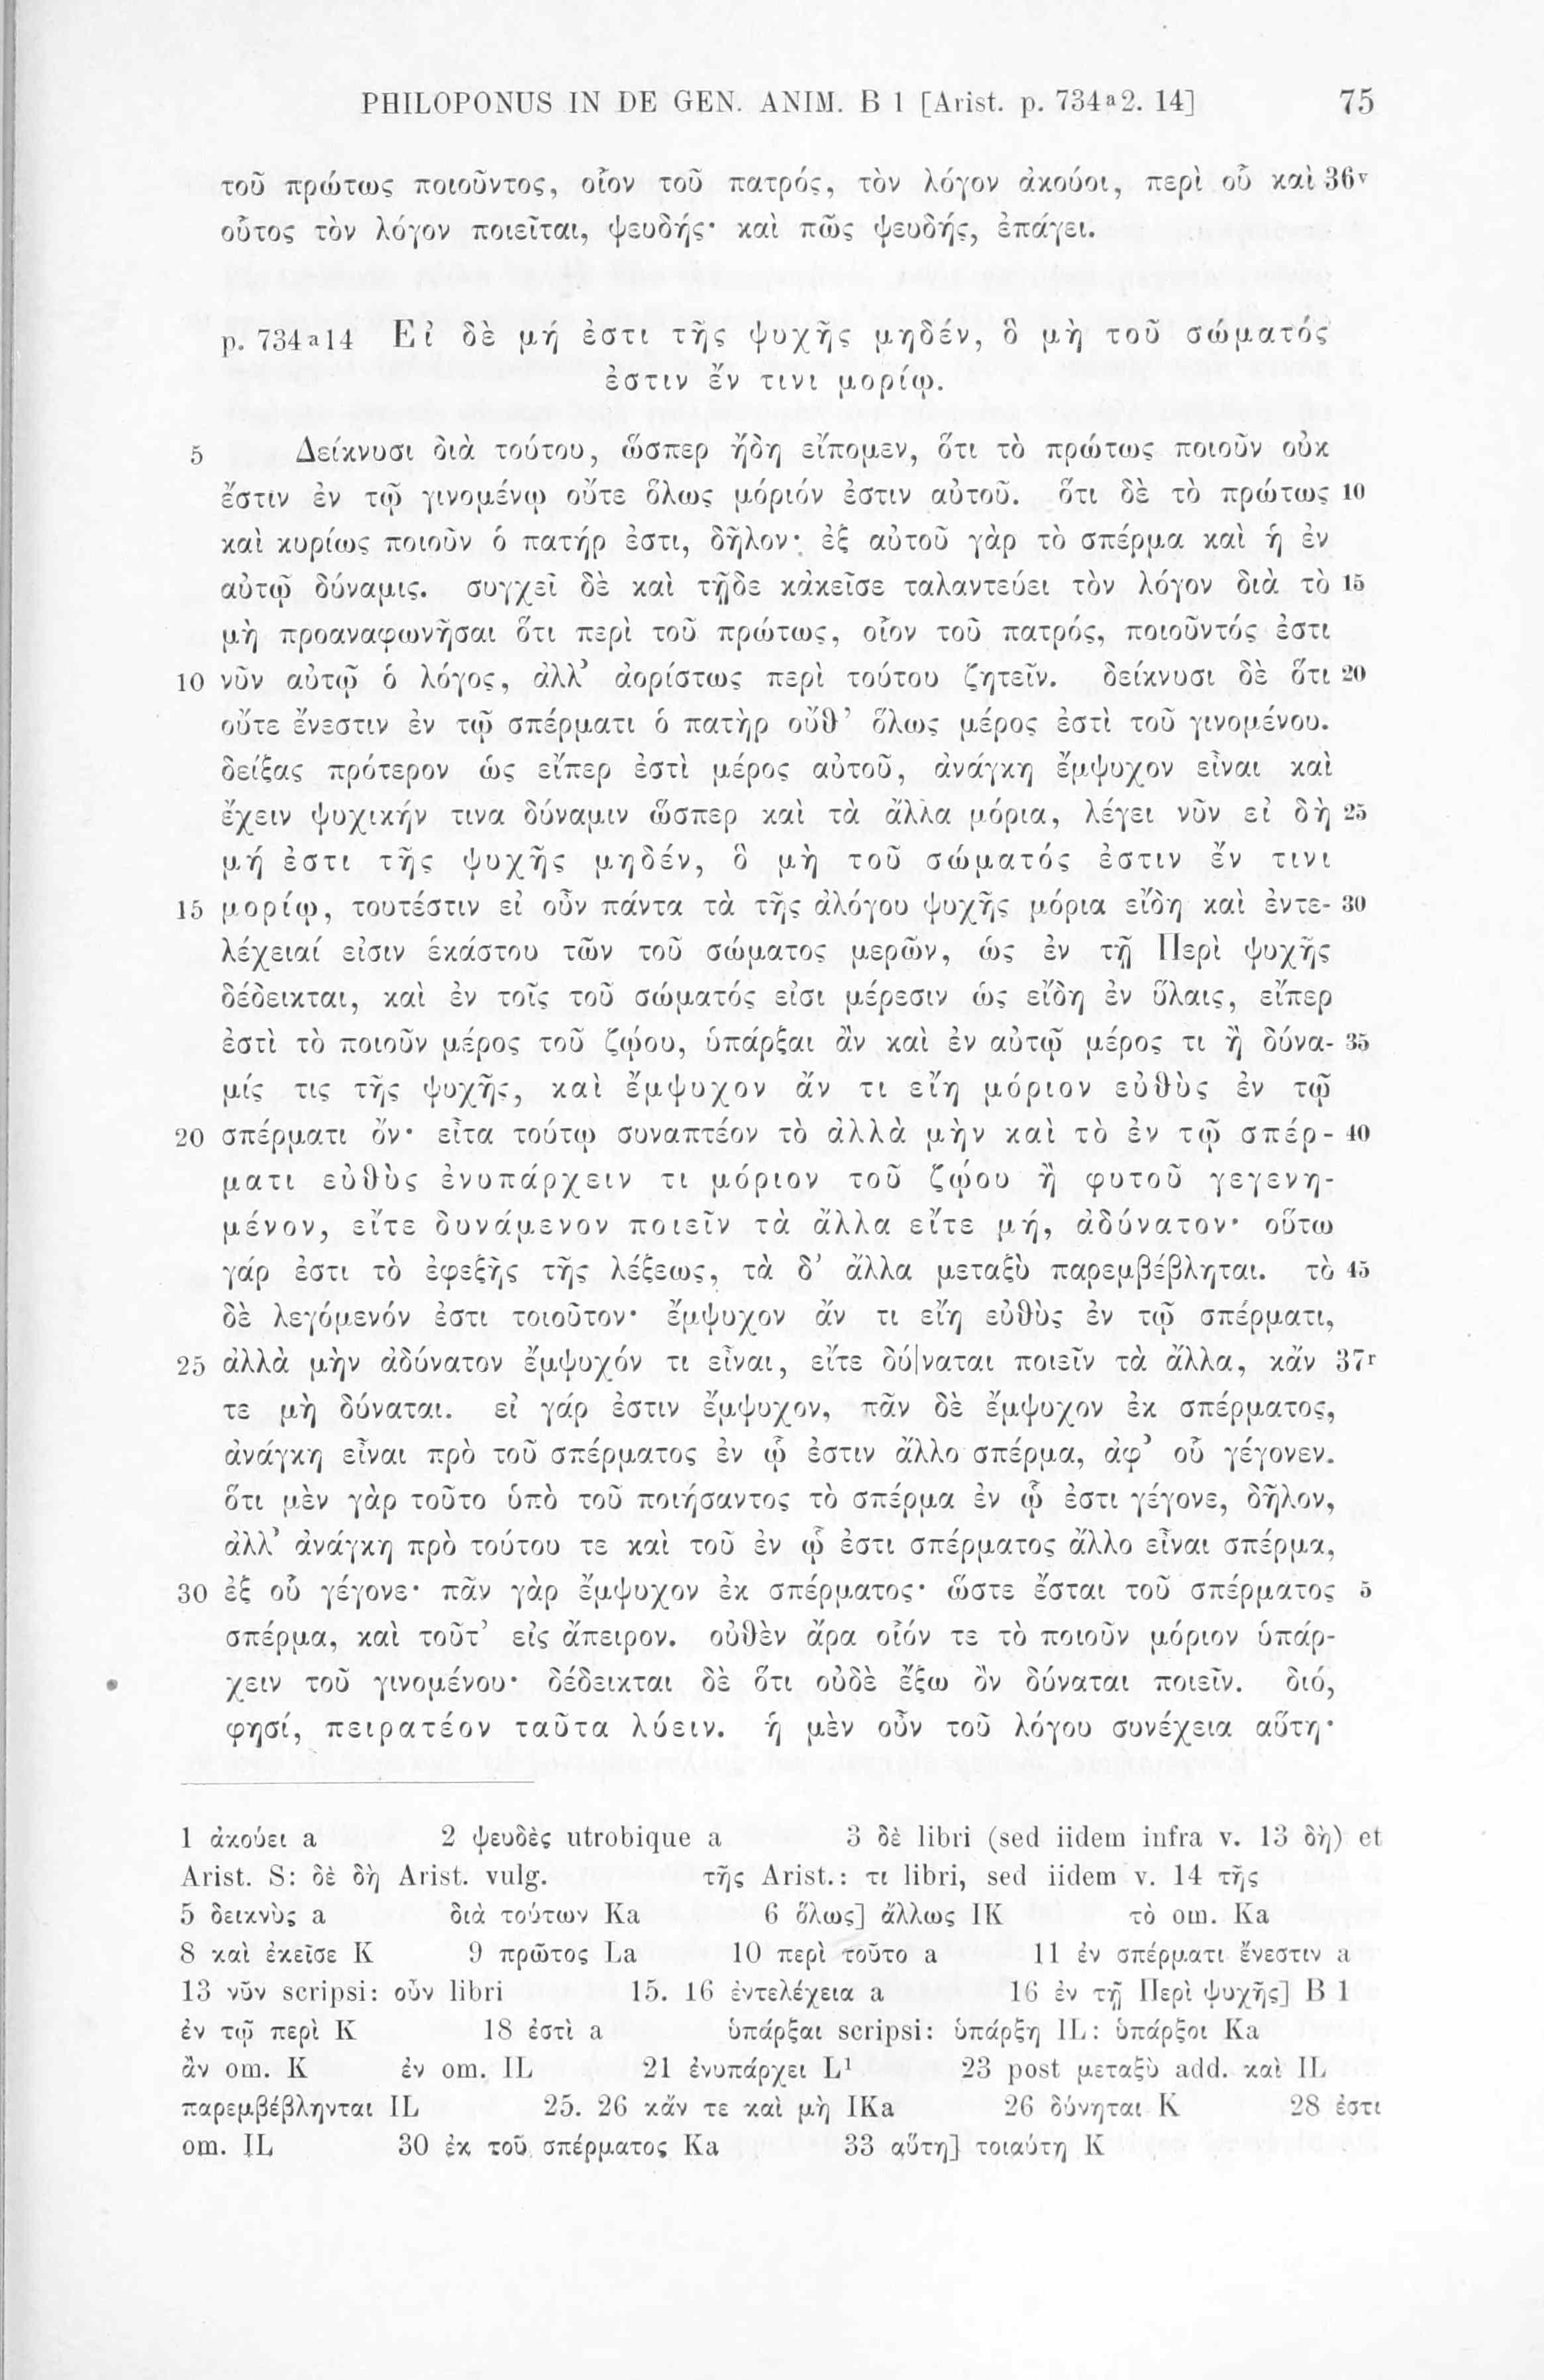 PHILOPONUS IN DE GEN. ANIM. B 1 [Arist. p. 734ᵃ2. 14] 75
τοῦ πρώτως ποιοῦντος, οἷον τοῦ πατρός, τὸν λόγον ἀκούοι, περὶ οὗ καὶ 36ᵛ
οὗτος τὸν λόγον ποιεῖται, ψευδής· καὶ πῶς ψευδής, ἐπάγει.
p. 734ᵃ14 Εἰ δὲ μή ἐστι τῆς ψυχῆς μηδέν, ὃ μὴ τοῦ σώματός
ἐστιν ἔν τινι μορίῳ.
5 Δείκνυσι διὰ τούτου, ὥσπερ ἤδη εἴπομεν, ὅτι τὸ πρώτως ποιοῦν οὐκ
ἔστιν ἐν τῷ γινομένῳ οὔτε ὅλως μόριόν ἐστιν αὐτοῦ. ὅτι δὲ τὸ πρώτως 10
καὶ κυρίως ποιοῦν ὁ πατήρ ἐστι, δῆλον· ἐξ αὐτοῦ γὰρ τὸ σπέρμα καὶ ἡ ἐν
αὐτῷ δύναμις. συγχεῖ δὲ καὶ τῇδε κἀκεῖσε ταλαντεύει τὸν λόγον διὰ τὸ 15
μὴ προαναφωνῆσαι ὅτι περὶ τοῦ πρώτως, οἷον τοῦ πατρός, ποιοῦντός ἐστι
10 νῦν αὐτῷ ὁ λόγος, ἀλλ’ ἀορίστως περὶ τούτου ζητεῖν. δείκνυσι δὲ ὅτι 20
οὔτε ἔνεστιν ἐν τῷ σπέρματι ὁ πατὴρ οὔθ’ ὅλως μέρος ἐστὶ τοῦ γινομένου.
δείξας πρότερον ὡς εἴπερ ἐστὶ μέρος αὐτοῦ, ἀνάγκη ἔμψυχον εἶναι καὶ
ἔχειν ψυχικήν τινα δύναμιν ὥσπερ καὶ τὰ ἄλλα μόρια, λέγει νῦν εἰ δὴ 25
μή ἐστι τῆς ψυχῆς μηδέν, ὃ μὴ τοῦ σώματός ἐστιν ἔν τινι
15 μορίῳ, τουτέστιν εἰ οὖν πάντα τὰ τῆς ἀλόγου ψυχῆς μόρια εἴδη καὶ ἐντε- 30
λέχειαί εἰσιν ἑκάστου τῶν τοῦ σώματος μερῶν, ὡς ἐν τῇ Περὶ ψυχῆς
δέδεικται, καὶ ἐν τοῖς τοῦ σώματός εἰσι μέρεσιν ὡς εἴδη ἐν ὕλαις, εἴπερ
ἐστὶ τὸ ποιοῦν μέρος τοῦ ζῴου, ὑπάρξαι ἂν καὶ ἐν αὐτῷ μέρος τι ἢ δύνα- 35
μίς τις τῆς ψυχῆς, καὶ ἔμψυχον ἄν τι εἴη μόριον εὐθὺς ἐν τῷ
20 σπέρματι ὄν· εἶτα τούτῳ συναπτέον τὸ ἀλλὰ μὴν καὶ τὸ ἐν τῷ σπέρ- 40
ματι εὐθὺς ἐνυπάρχειν τι μόριον τοῦ ζῴου ἢ φυτοῦ γεγενη-
μένον, εἴτε δυνάμενον ποιεῖν τὰ ἄλλα εἴτε μή, ἀδύνατον· οὕτω
γάρ ἐστι τὸ ἐφεξῆς τῆς λέξεως, τὰ δ’ ἄλλα μεταξὺ παρεμβέβληται. τὸ 45
δὲ λεγόμενόν ἐστι τοιοῦτον· ἔμψυχον ἄν τι εἴη εὐθὺς ἐν τῷ σπέρματι,
25 ἀλλὰ μὴν ἀδύνατον ἔμψυχόν τι εἶναι, εἴτε δύ|ναται ποιεῖν τὰ ἄλλα, κἄν 37ʳ
τε μὴ δύναται. εἰ γάρ ἐστιν ἔμψυχον, πᾶν δὲ ἔμψυχον ἐκ σπέρματος,
ἀνάγκη εἶναι πρὸ τοῦ σπέρματος ἐν ᾧ ἐστιν ἄλλο σπέρμα, ἀφ’ οὗ γέγονεν.
ὅτι μὲν γὰρ τοῦτο ὑπὸ τοῦ ποιήσαντος τὸ σπέρμα ἐν ᾧ ἐστι γέγονε, δῆλον,
ἀλλ’ ἀνάγκη πρὸ τούτου τε καὶ τοῦ ἐν ᾧ ἐστι σπέρματος ἄλλο εἶναι σπέρμα,
30 ἐξ οὗ γέγονε· πᾶν γὰρ ἔμψυχον ἐκ σπέρματος· ὥστε ἔσται τοῦ σπέρματος 5
σπέρμα, καὶ τοῦτ’ εἰς ἄπειρον. οὐθὲν ἄρα οἷόν τε τὸ ποιοῦν μόριον ὑπάρ-
χειν τοῦ γινομένου· δέδεικται δὲ ὅτι οὐδὲ ἔξω ὂν δύναται ποιεῖν. διό,
φησί, πειρατέον ταῦτα λύειν. ἡ μὲν οὖν τοῦ λόγου συνέχεια αὕτη·
1 ἀκούει a 2 ψευδὲς utrobique a 3 δὲ libri (sed iidem infra v. 13 δὴ) et
Arist. S: δὲ δὴ Arist. vulg. τῆς Arist.: τι libri, sed iidem v. 14 τῆς
5 δεικνὺς a διὰ τούτων Ka 6 ὅλως] ἄλλως IK τὸ om. Ka
8 καὶ ἐκεῖσε K 9 πρῶτος La 10 περὶ τοῦτο a 11 ἐν σπέρματι ἔνεστιν a
13 νῦν scripsi: οὖν libri 15. 16 ἐντελέχεια a 16 ἐν τῇ Περὶ ψυχῆς] B 1
ἐν τῷ περὶ K 18 ἐστὶ a ὑπάρξαι scripsi: ὑπάρξῃ IL: ὑπάρξοι Ka
ἂν om. K ἐν om. IL 21 ἐνυπάρχει L¹ 23 post μεταξὺ add. καὶ IL
παρεμβέβληνται IL 25. 26 κἄν τε καὶ μὴ IKa 26 δύνηται K 28 ἐστι
om. IL 30 ἐκ τοῦ σπέρματος Ka 33 αὕτη] τοιαύτη K